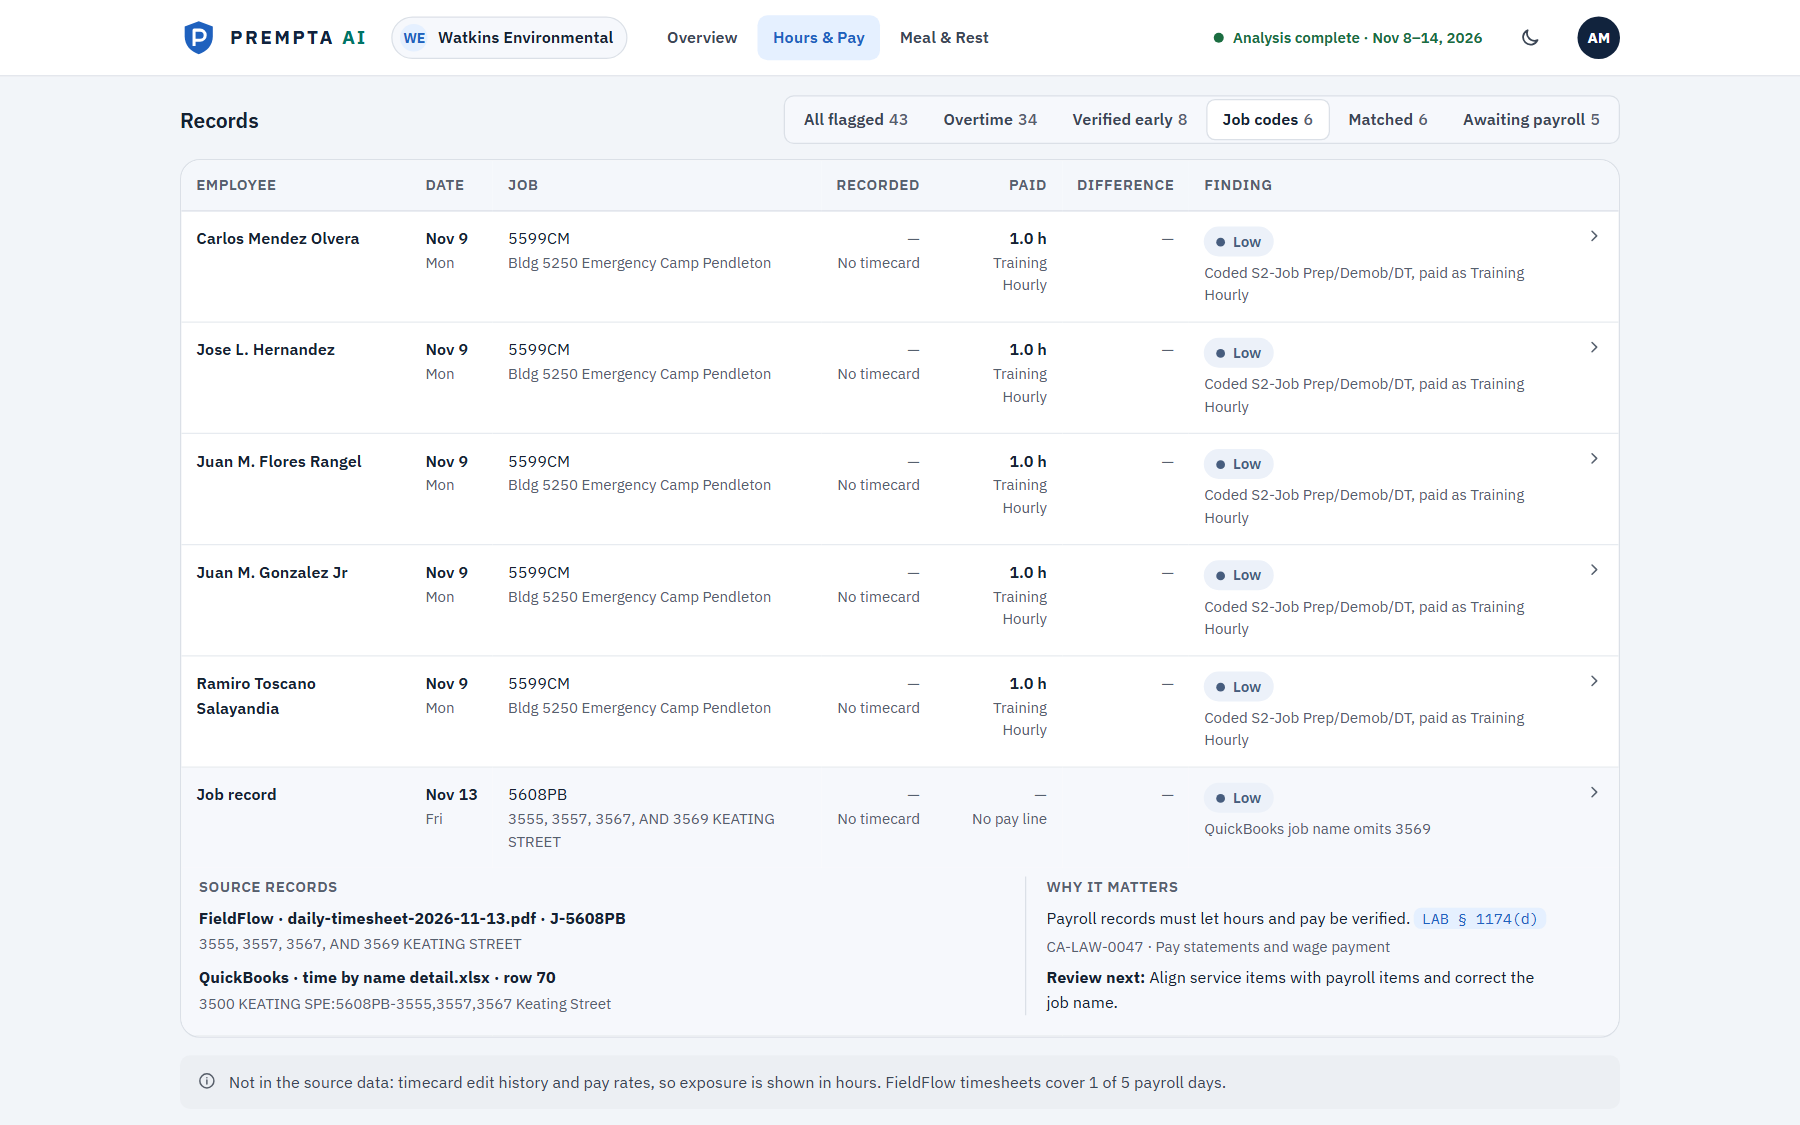 PREMPTA AI
WE Watkins Environmental
Overview
Hours & Pay
Meal & Rest
Analysis complete · Nov 8–14, 2026
AM
Records
All flagged 43
Overtime 34
Verified early 8
Job codes 6
Matched 6
Awaiting payroll 5
EMPLOYEE DATE JOB RECORDED PAID DIFFERENCE FINDING
Carlos Mendez Olvera Nov 9 5599CM — 1.0 h — Low
Mon Bldg 5250 Emergency Camp Pendleton No timecard Training Coded S2-Job Prep/Demob/DT, paid as Training
Hourly Hourly
Jose L. Hernandez Nov 9 5599CM — 1.0 h — Low
Mon Bldg 5250 Emergency Camp Pendleton No timecard Training Coded S2-Job Prep/Demob/DT, paid as Training
Hourly Hourly
Juan M. Flores Rangel Nov 9 5599CM — 1.0 h — Low
Mon Bldg 5250 Emergency Camp Pendleton No timecard Training Coded S2-Job Prep/Demob/DT, paid as Training
Hourly Hourly
Juan M. Gonzalez Jr Nov 9 5599CM — 1.0 h — Low
Mon Bldg 5250 Emergency Camp Pendleton No timecard Training Coded S2-Job Prep/Demob/DT, paid as Training
Hourly Hourly
Ramiro Toscano Nov 9 5599CM — 1.0 h — Low
Salayandia Mon Bldg 5250 Emergency Camp Pendleton No timecard Training Coded S2-Job Prep/Demob/DT, paid as Training
Hourly Hourly
Job record Nov 13 5608PB — — — Low
Fri 3555, 3557, 3567, AND 3569 KEATING No timecard No pay line QuickBooks job name omits 3569
STREET
SOURCE RECORDS
FieldFlow · daily-timesheet-2026-11-13.pdf · J-5608PB
3555, 3557, 3567, AND 3569 KEATING STREET
QuickBooks · time by name detail.xlsx · row 70
3500 KEATING SPE:5608PB-3555,3557,3567 Keating Street
WHY IT MATTERS
Payroll records must let hours and pay be verified. LAB § 1174(d)
CA-LAW-0047 · Pay statements and wage payment
Review next: Align service items with payroll items and correct the
job name.
Not in the source data: timecard edit history and pay rates, so exposure is shown in hours. FieldFlow timesheets cover 1 of 5 payroll days.